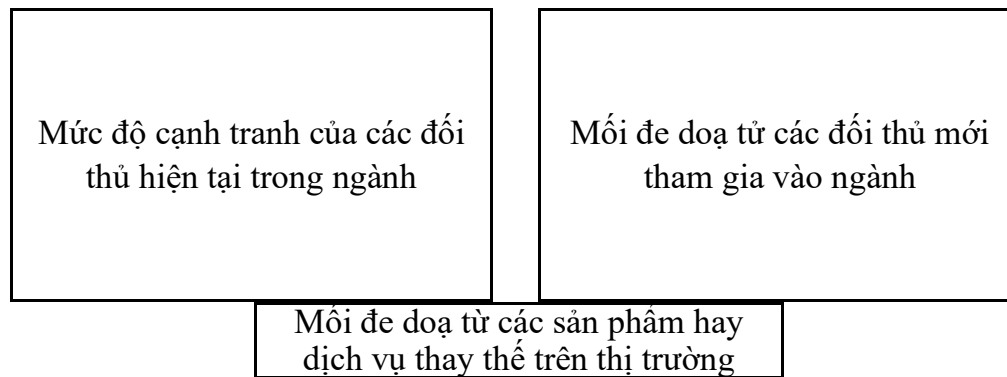 Mức độ cạnh tranh của các đối
thủ hiện tại trong ngành
Mối đe doạ tử các đối thủ mới
tham gia vào ngành
Mối đe doạ từ các sản phẩm hay
dịch vụ thay thế trên thị trường